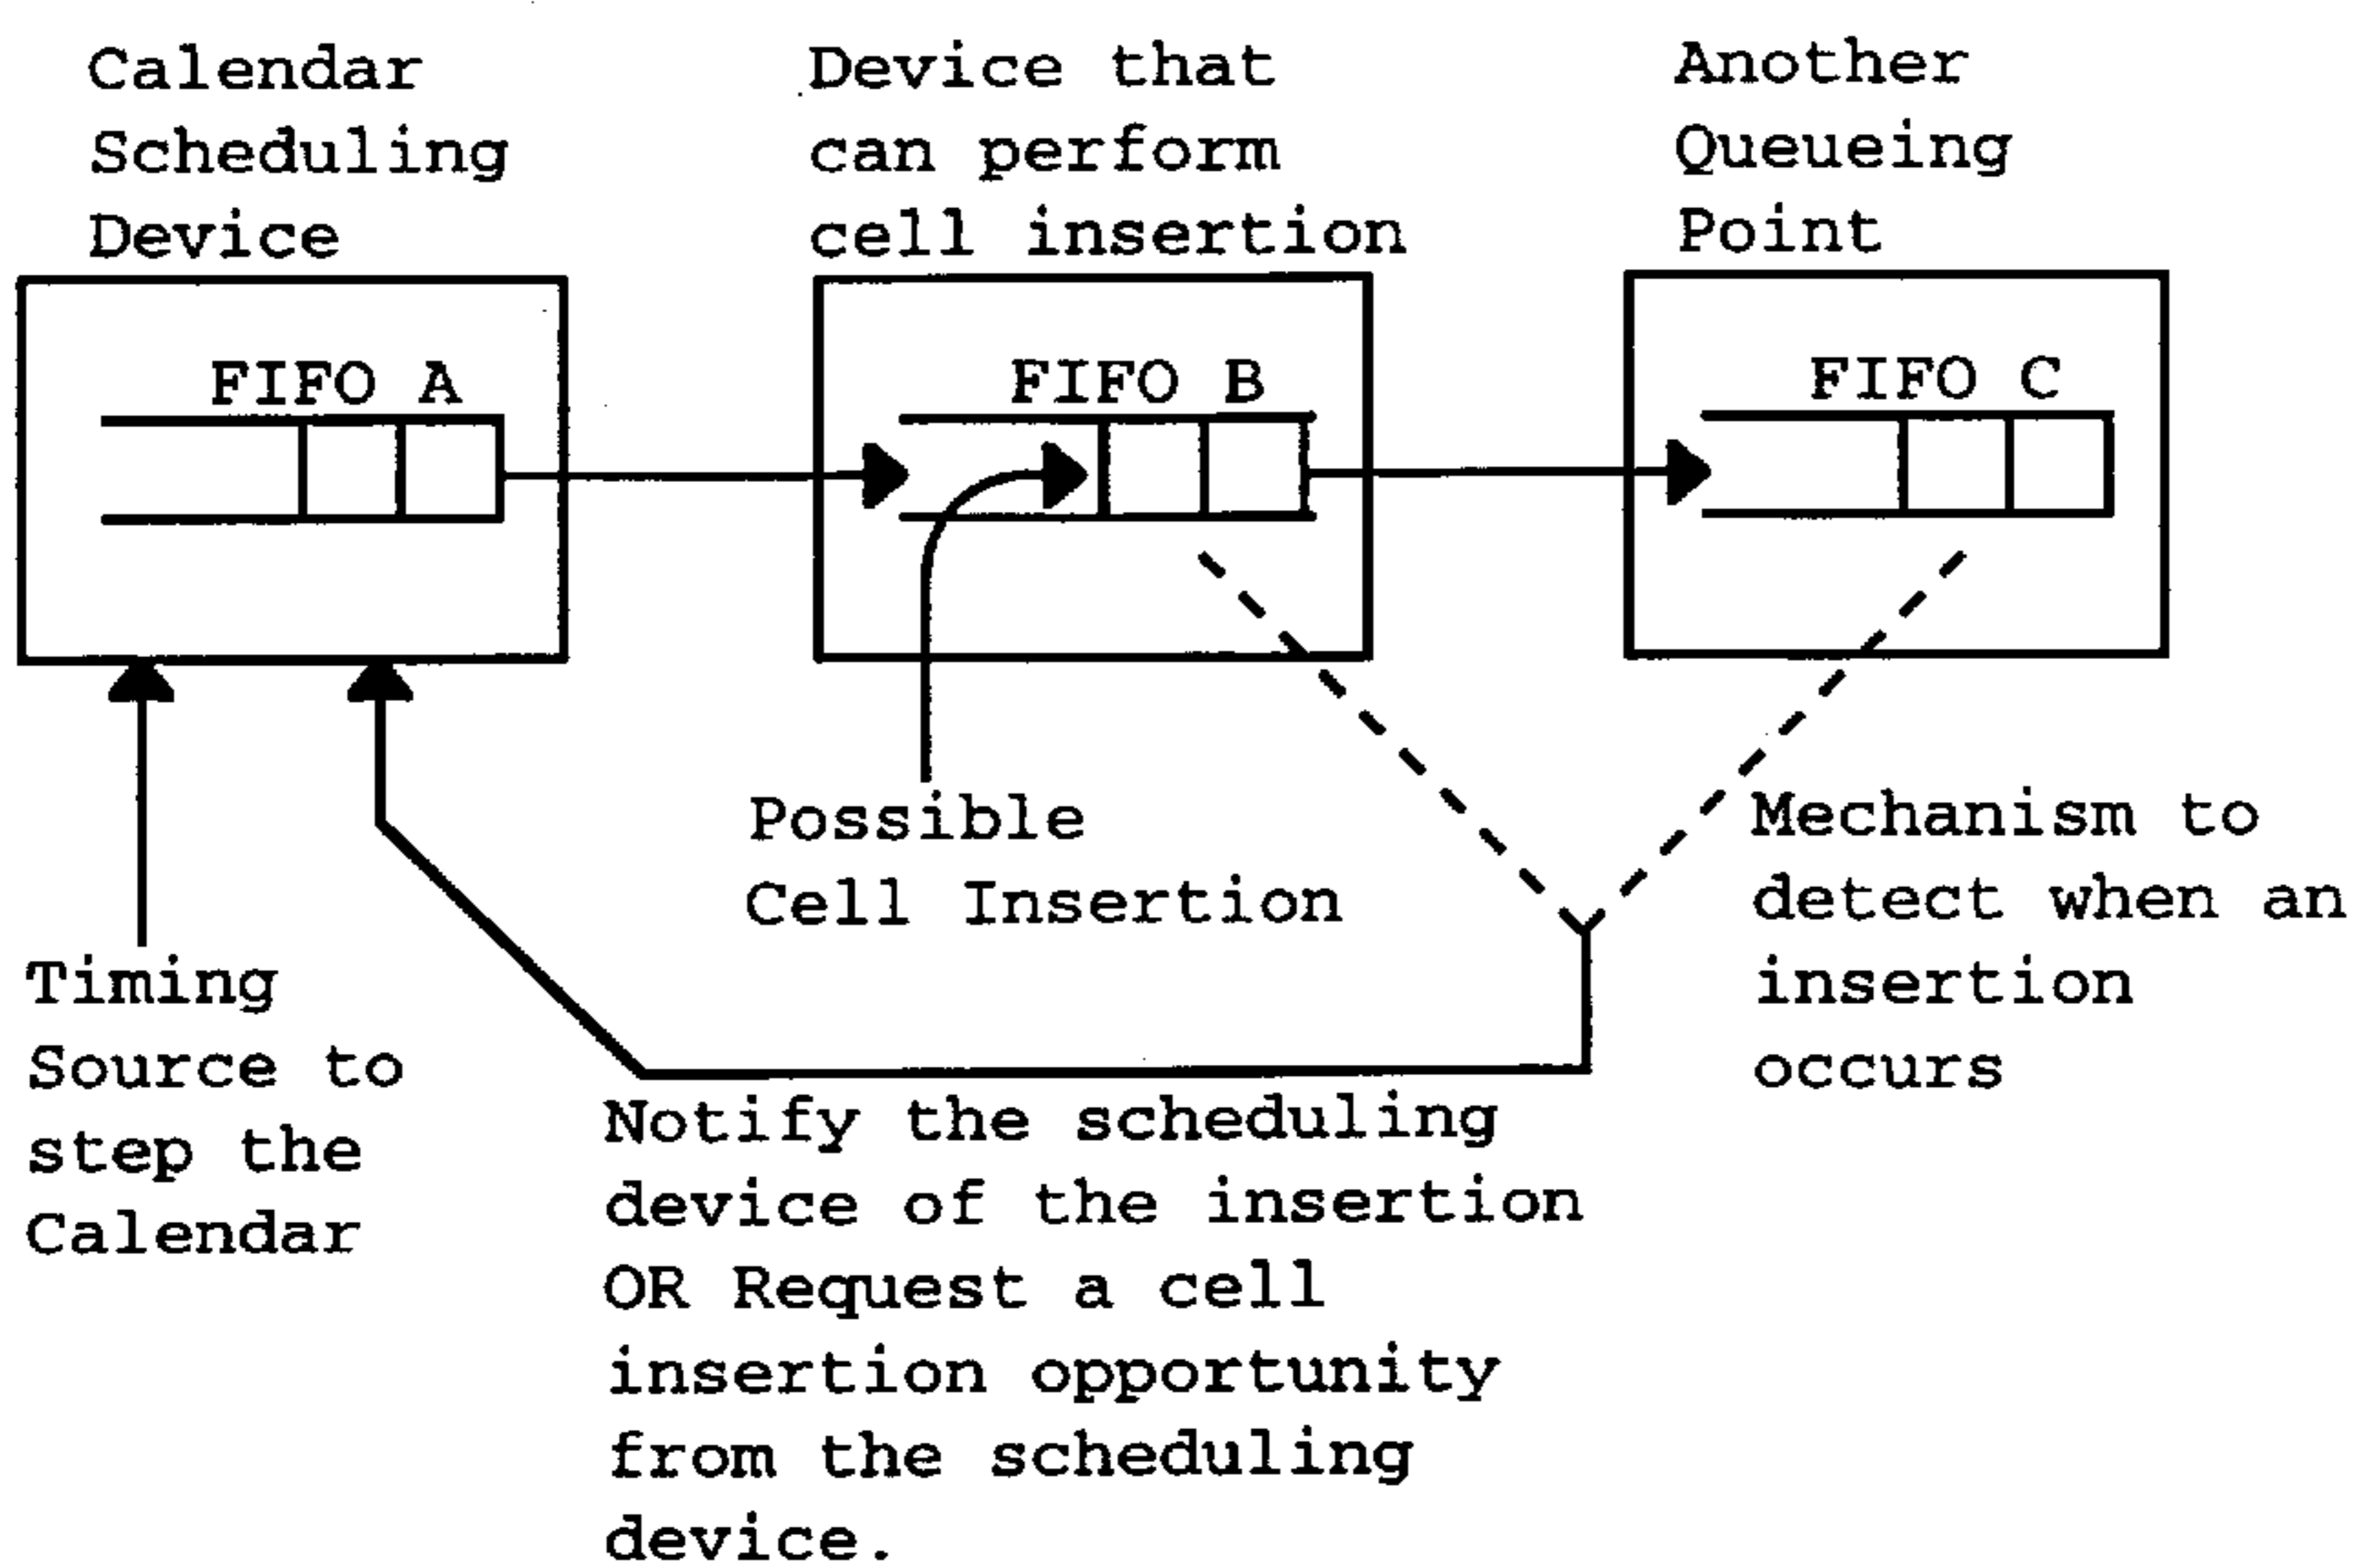 Calendar
Scheduling
Device
Device that
can perform
cell insertion
Another
Queueing
Point
FIFO A
FIFO B
FIFO C
Possible
Cell Insertion
Mechanism to
detect when an
insertion
occurs
Timing
Source to
step the
Calendar
Notify the scheduling
device of the insertion
OR Request a cell
insertion opportunity
from the scheduling
device.